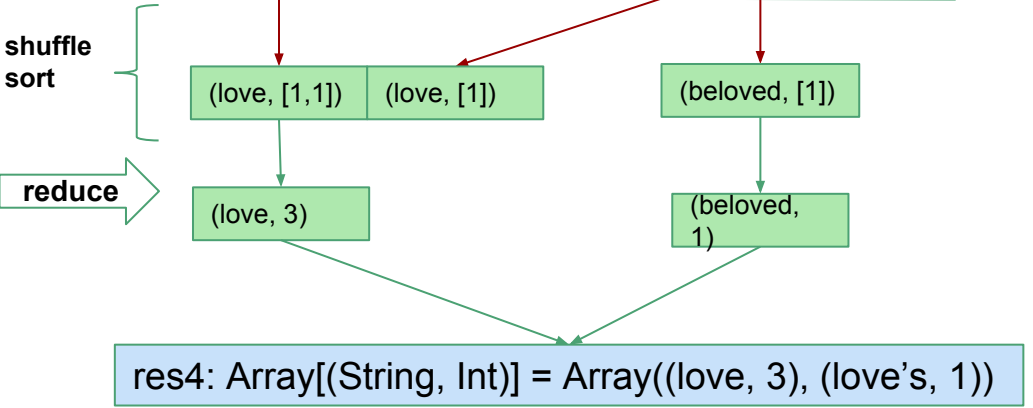 shuffle
sort
(love, [1,1])
(love, [1])
(beloved, [1])
reduce
(love, 3)
(beloved,
1)
res4: Array[(String, Int)] = Array((love, 3), (love’s, 1))